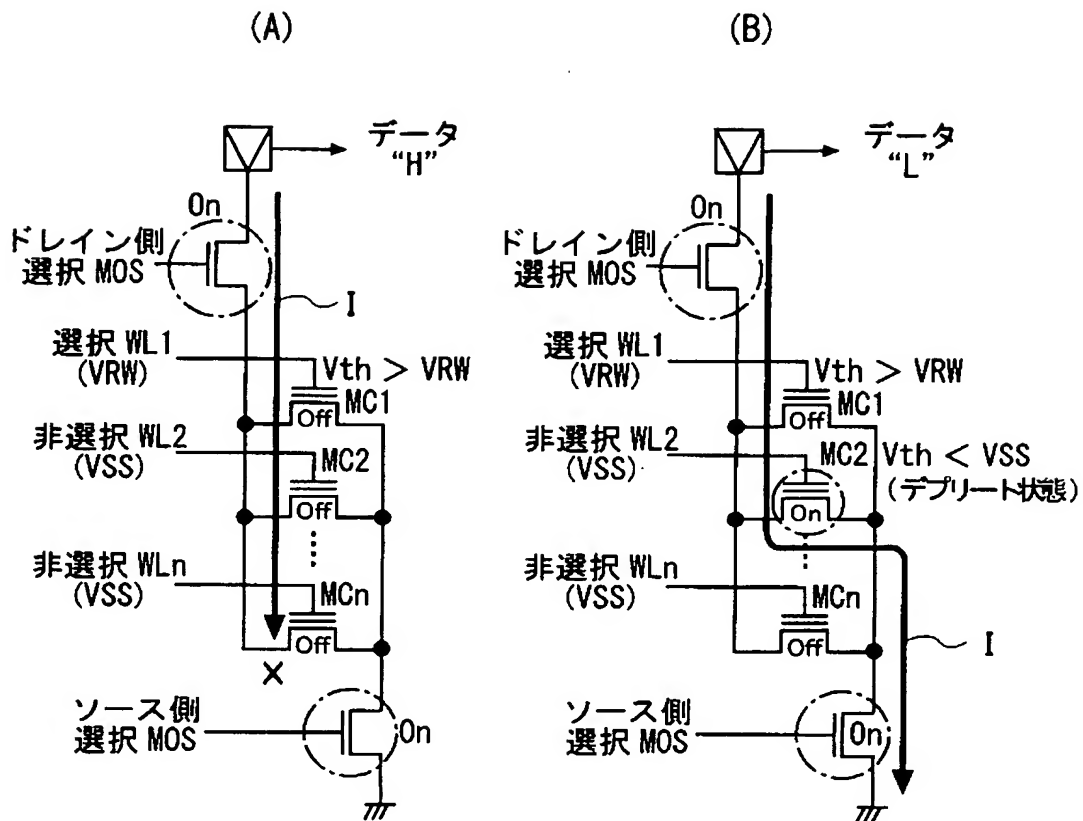 (A)
データ
“H”
On
ドレイン側
選択 MOS
I
選択 WL1
(VRW)
Vth > VRW
MC1
Off
非選択 WL2
(VSS)
MC2
Off
非選択 WLn
(VSS)
MCn
Off
×
ソース側
選択 MOS
On
(B)
データ
“L”
On
ドレイン側
選択 MOS
選択 WL1
(VRW)
Vth > VRW
MC1
Off
非選択 WL2
(VSS)
MC2
Vth < VSS
(デプリート状態)
On
非選択 WLn
(VSS)
MCn
Off
I
ソース側
選択 MOS
On